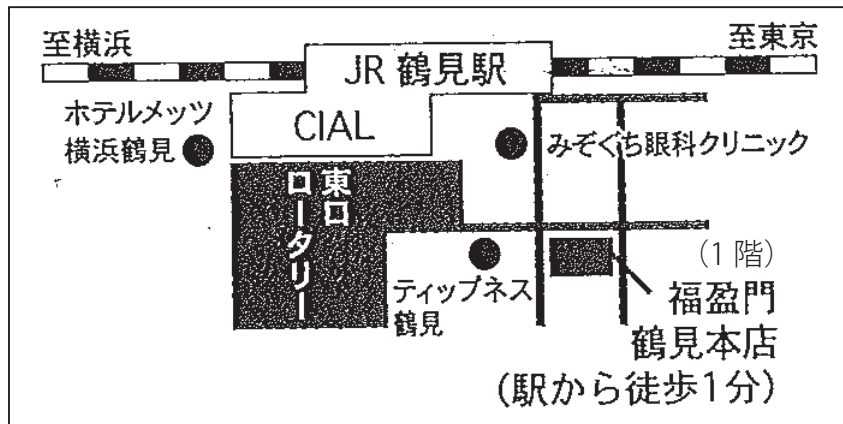 至横浜
JR 鶴見駅
至東京
ホテルメッツ
横浜鶴見
CIAL
みぞぐち眼科クリニック
東口
ロータリー
ティップネス
鶴見
(1階)
福盈門
鶴見本店
(駅から徒歩1分)